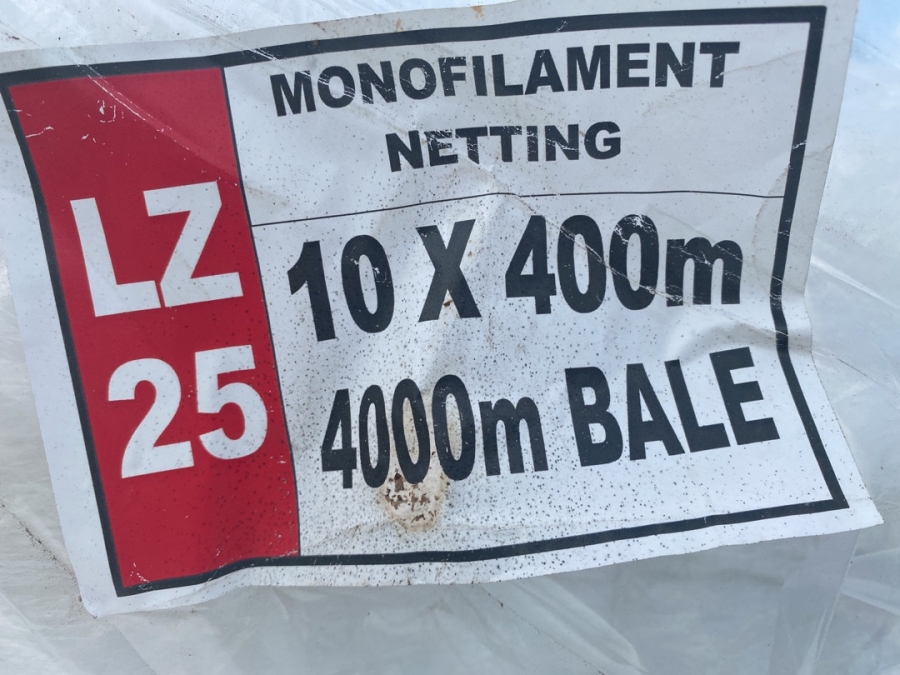 LZ
25
MONOFILAMENT
NETTING
10 X 400m
4000m BALE